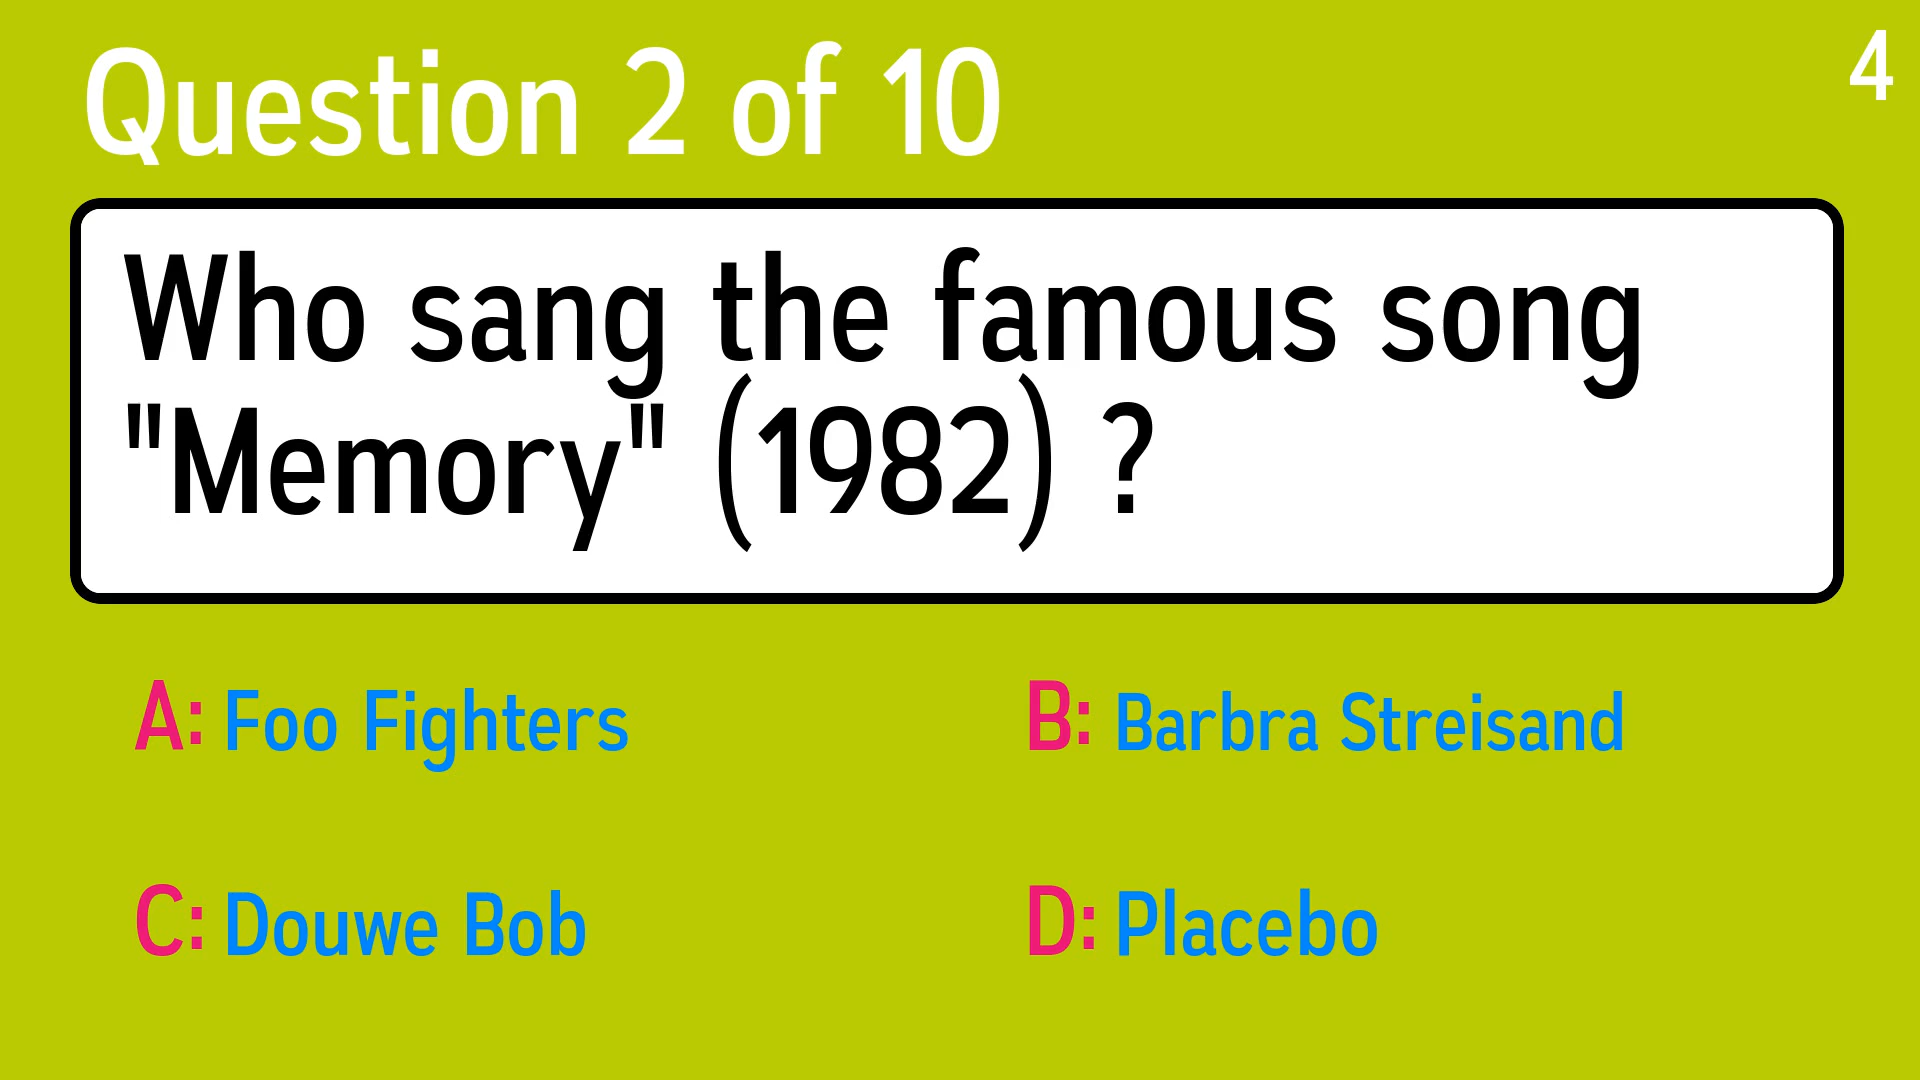 Question 2 of 10
4
Who sang the famous song
"Memory" (1982) ?
A: Foo Fighters
B: Barbra Streisand
C: Douwe Bob
D: Placebo